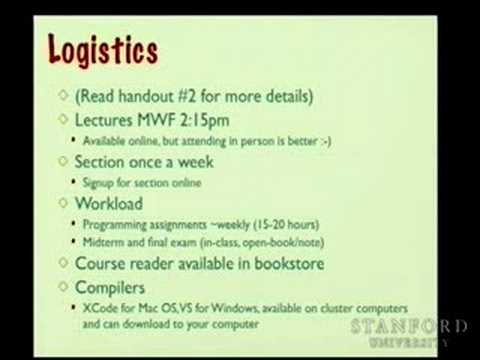 Logistics
(Read handout #2 for more details)
Lectures MWF 2:15pm
Available online, but attending in person is better :-)
Section once a week
Signup for section online
Workload
Programming assignments ~weekly (15-20 hours)
Midterm and final exam (in-class, open-book/note)
Course reader available in bookstore
Compilers
XCode for Mac OS,VS for Windows, available on cluster computers
and can download to your computer
STANFORD
UNIVERSITY